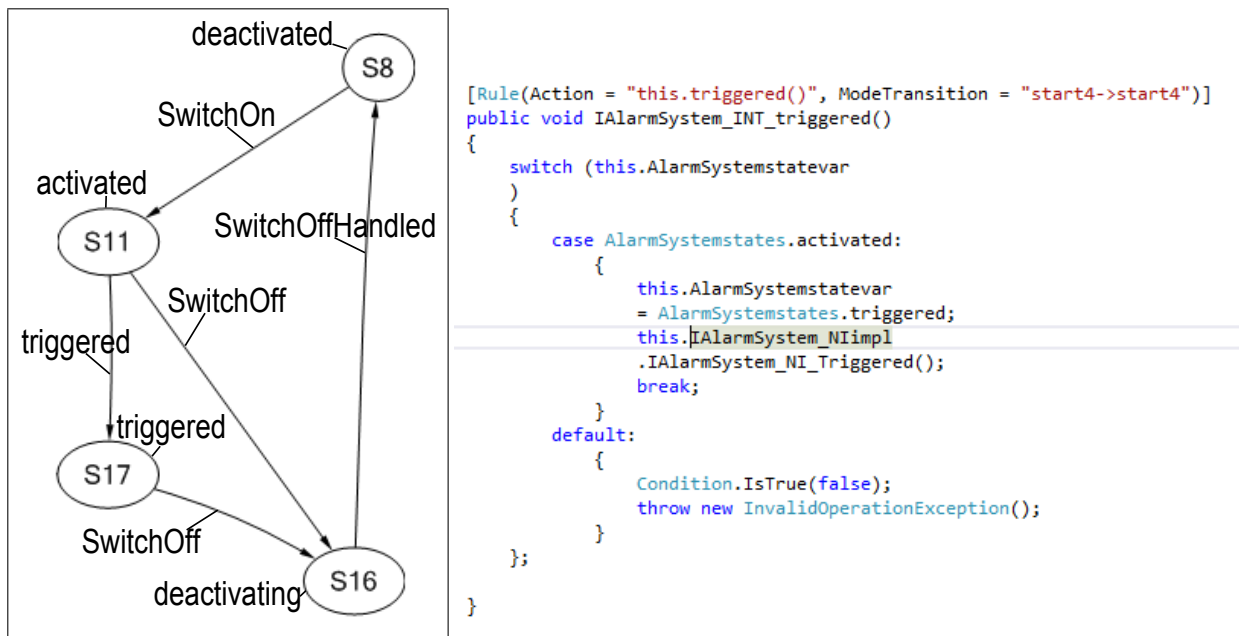 deactivated
S8
SwitchOn
activated
S11
SwitchOffHandled
SwitchOff
triggered
triggered
S17
SwitchOff
S16
deactivating
[Rule(Action = "this.triggered()", ModeTransition = "start4->start4")]
public void IAlarmSystem_INT_triggered()
{
switch (this.AlarmSystemstatevar
)
{
case AlarmSystemstates.activated:
{
this.AlarmSystemstatevar
= AlarmSystemstates.triggered;
this.IAlarmSystem_NIimpl
.IAlarmSystem_NI_Triggered();
break;
}
default:
{
Condition.IsTrue(false);
throw new InvalidOperationException();
}
};
}